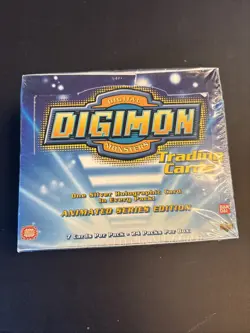 DIGITAL
DIGIMON
MONSTERS
Trading
Cards
One Silver Holographic Card
In Every Pack!
ANIMATED SERIES EDITION
7 Cards Per Pack • 24 Packs Per Box